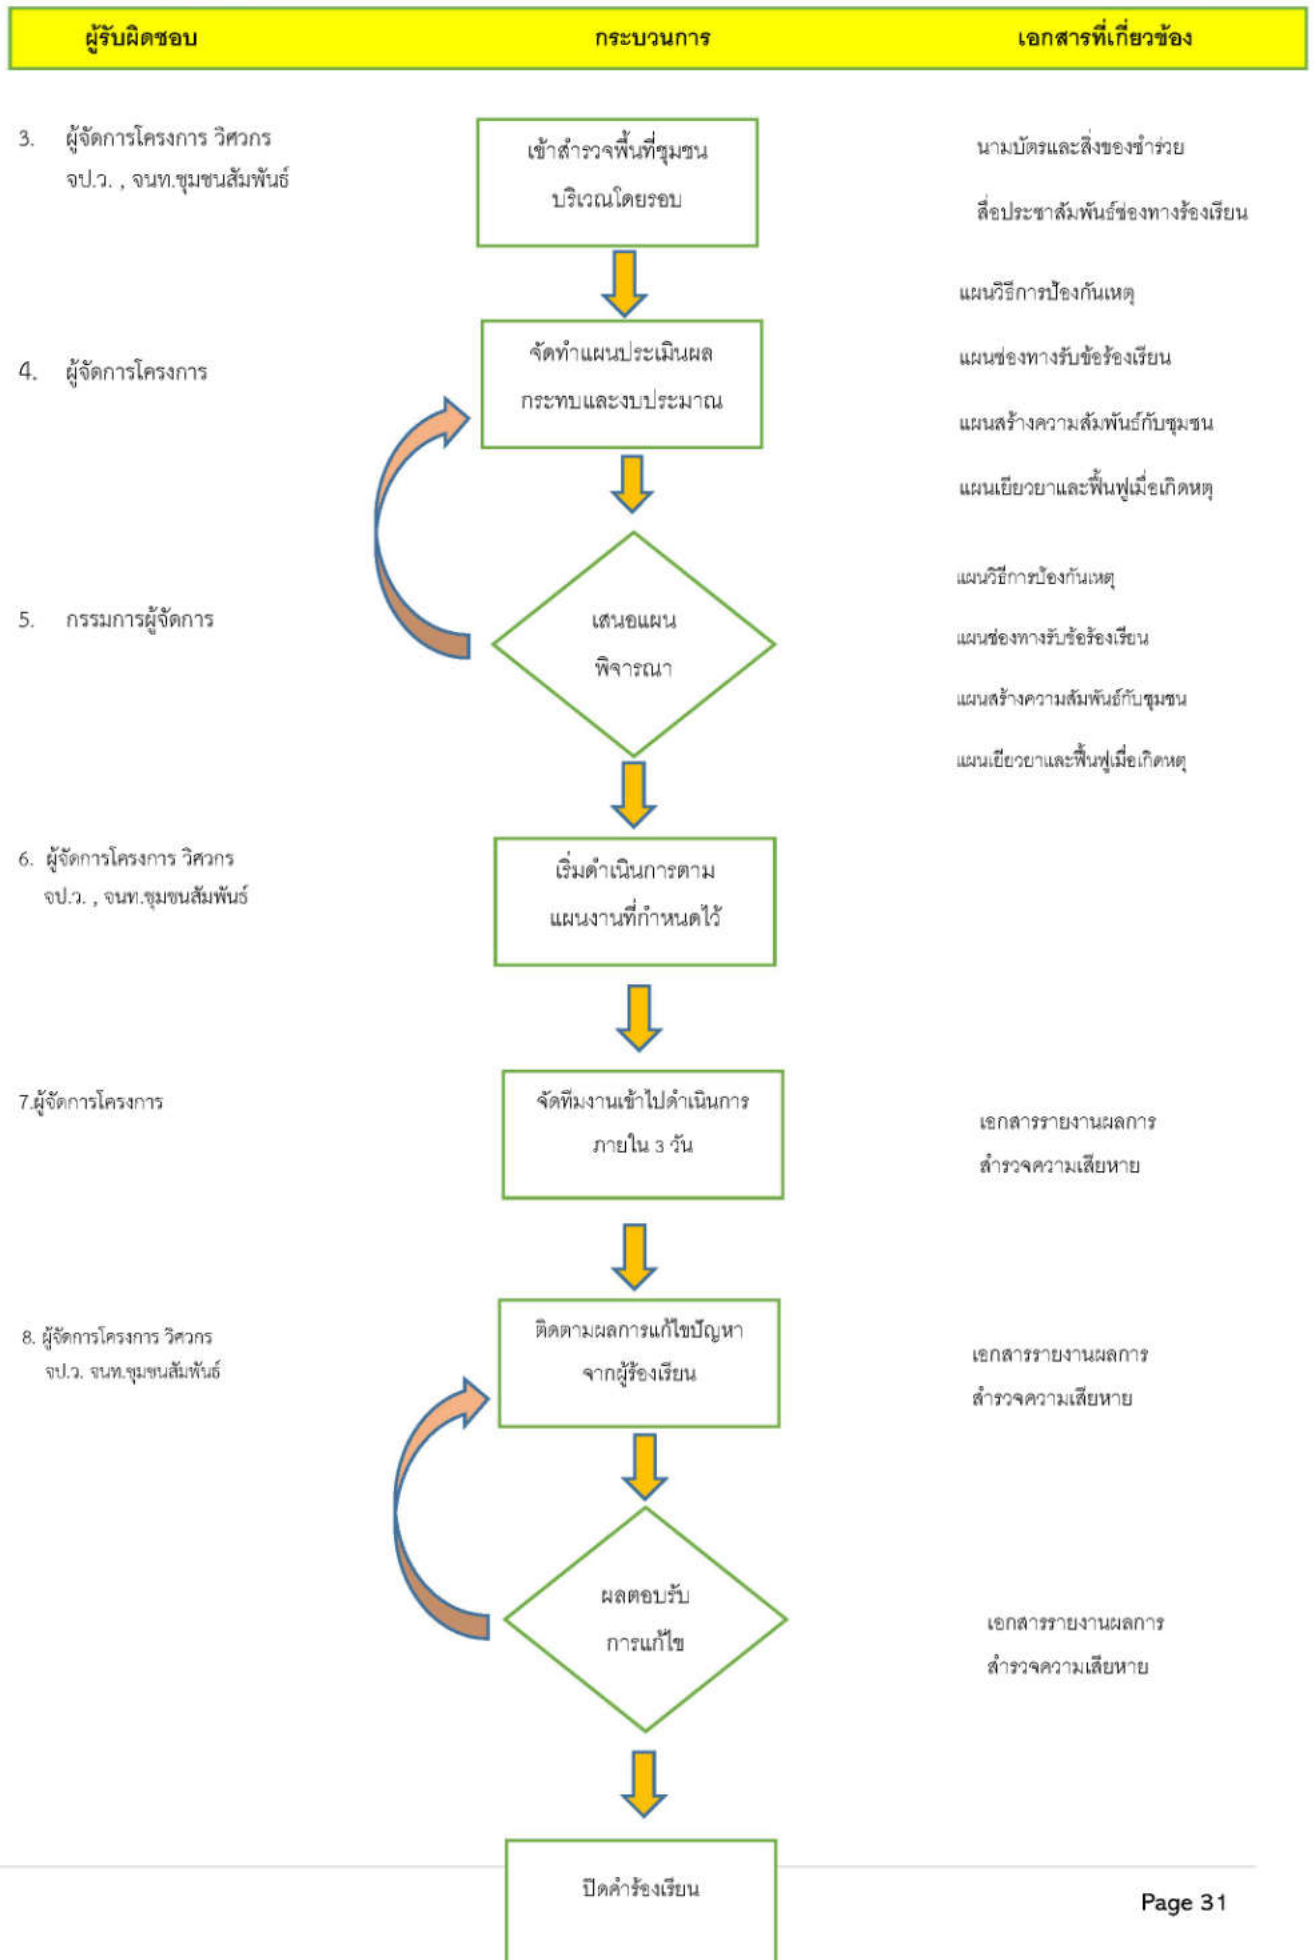 ผู้รับผิดชอบ กระบวนการ เอกสารที่เกี่ยวข้อง
3. ผู้จัดการโครงการ วิศวกร
จป.ว. , จนท.ชุมชนสัมพันธ์
เข้าสำรวจพื้นที่ชุมชน
บริเวณโดยรอบ
นามบัตรและสิ่งของชำร่วย
สื่อประชาสัมพันธ์ช่องทางร้องเรียน
4. ผู้จัดการโครงการ
จัดทำแผนประเมินผล
กระทบและงบประมาณ
แผนวิธีการป้องกันเหตุ
แผนช่องทางรับข้อร้องเรียน
แผนสร้างความสัมพันธ์กับชุมชน
แผนเยียวยาและฟื้นฟูเมื่อเกิดหตุ
5. กรรมการผู้จัดการ
เสนอแผน
พิจารณา
แผนวิธีการป้องกันเหตุ
แผนช่องทางรับข้อร้องเรียน
แผนสร้างความสัมพันธ์กับชุมชน
แผนเยียวยาและฟื้นฟูเมื่อเกิดหตุ
6. ผู้จัดการโครงการ วิศวกร
จป.ว. , จนท.ชุมชนสัมพันธ์
เริ่มดำเนินการตาม
แผนงานที่กำหนดไว้
7.ผู้จัดการโครงการ
จัดทีมงานเข้าไปดำเนินการ
ภายใน 3 วัน
เอกสารรายงานผลการ
สำรวจความเสียหาย
8. ผู้จัดการโครงการ วิศวกร
จป.ว. จนท.ชุมชนสัมพันธ์
ติดตามผลการแก้ไขปัญหา
จากผู้ร้องเรียน
เอกสารรายงานผลการ
สำรวจความเสียหาย
ผลตอบรับ
การแก้ไข
เอกสารรายงานผลการ
สำรวจความเสียหาย
ปิดคำร้องเรียน
Page 31